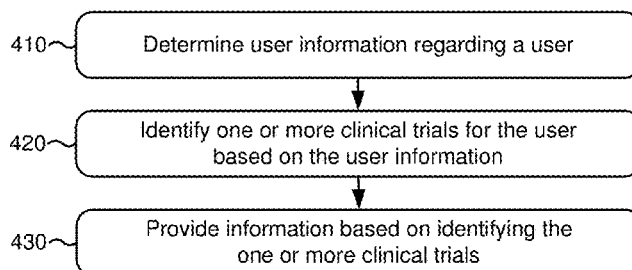 410
Determine user information regarding a user
420
Identify one or more clinical trials for the user
based on the user information
430
Provide information based on identifying the
one or more clinical trials